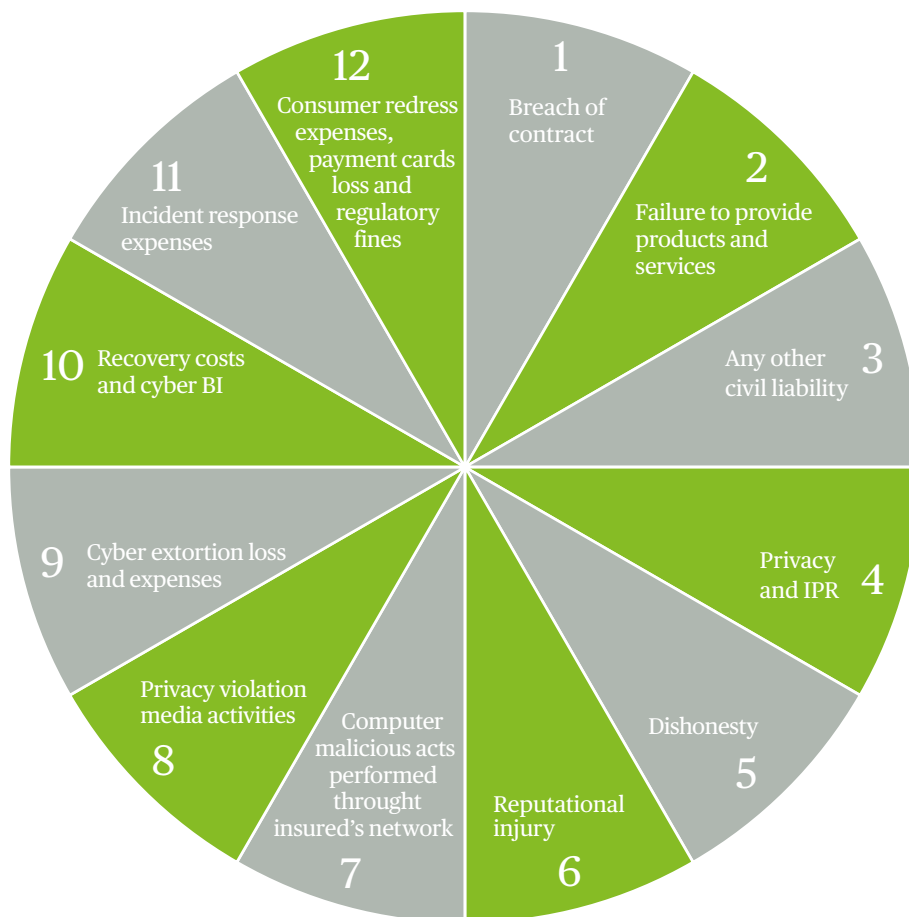 1
Breach of
contract
2
Failure to provide
products and
services
3
Any other
civil liability
4
Privacy
and IPR
5
Dishonesty
6
Reputational
injury
7
Computer
malicious acts
performed
throught
insured's network
8
Privacy violation
media activities
9
Cyber extortion loss
and expenses
10
Recovery costs
and cyber BI
11
Incident response
expenses
12
Consumer redress
expenses,
payment cards
loss and
regulatory
fines